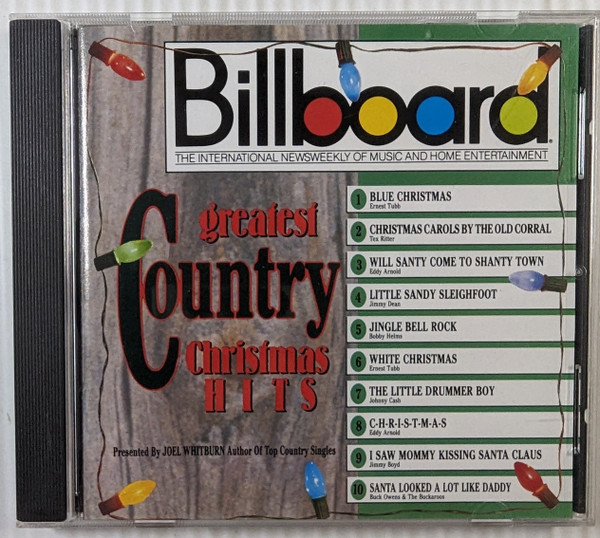 Billboard®
THE INTERNATIONAL NEWSWEEKLY OF MUSIC AND HOME ENTERTAINMENT
greatest
Country
Christmas
HITS
Presented By JOEL WHITBURN Author Of Top Country Singles
1 BLUE CHRISTMAS
Ernest Tubb
2 CHRISTMAS CAROLS BY THE OLD CORRAL
Tex Ritter
3 WILL SANTY COME TO SHANTY TOWN
Eddy Arnold
4 LITTLE SANDY SLEIGHFOOT
Jimmy Dean
5 JINGLE BELL ROCK
Bobby Helms
6 WHITE CHRISTMAS
Ernest Tubb
7 THE LITTLE DRUMMER BOY
Johnny Cash
8 C-H-R-I-S-T-M-A-S
Eddy Arnold
9 I SAW MOMMY KISSING SANTA CLAUS
Jimmy Boyd
10 SANTA LOOKED A LOT LIKE DADDY
Buck Owens & The Buckaroos